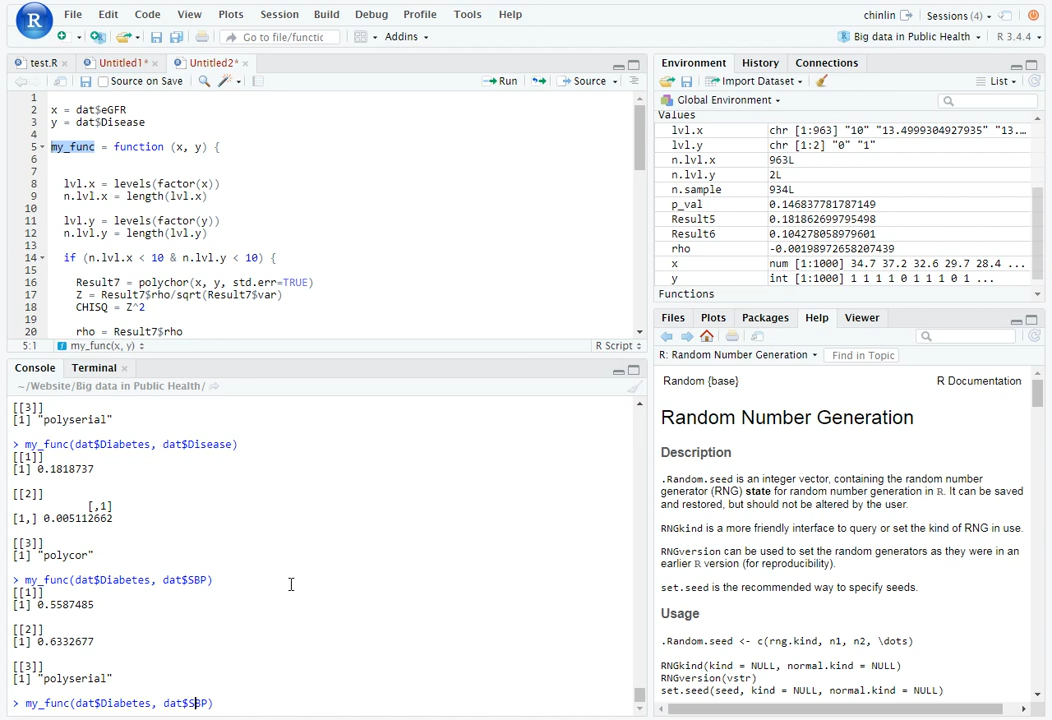 R File Edit Code View Plots Session Build Debug Profile Tools Help chinlin Sessions (4)
Go to file/functic Addins Big data in Public Health R 3.4.4
test.R Untitled1* Untitled2*
Source on Save Run Source
1
2 x = dat$eGFR
3 y = dat$Disease
4
5 my_func = function (x, y) {
6
7
8 lvl.x = levels(factor(x))
9 n.lvl.x = length(lvl.x)
10
11 lvl.y = levels(factor(y))
12 n.lvl.y = length(lvl.y)
13
14 if (n.lvl.x < 10 & n.lvl.y < 10) {
15
16 Result7 = polychor(x, y, std.err=TRUE)
17 Z = Result7$rho/sqrt(Result7$var)
18 CHISQ = Z^2
19
20 rho = Result7$rho
5:1 my_func(x, y) R Script
Console Terminal
~/Website/Big data in Public Health/
[[3]]
[1] "polyserial"
> my_func(dat$Diabetes, dat$Disease)
[[1]]
[1] 0.1818737
[[2]]
[,1]
[1,] 0.005112662
[[3]]
[1] "polycor"
> my_func(dat$Diabetes, dat$SBP)
[[1]]
[1] 0.5587485
[[2]]
[1] 0.6332677
[[3]]
[1] "polyserial"
> my_func(dat$Diabetes, dat$SBP)
Environment History Connections
Import Dataset List
Global Environment
Values
lvl.x chr [1:963] "10" "13.4999304927935" "13....
lvl.y chr [1:2] "0" "1"
n.lvl.x 963L
n.lvl.y 2L
n.sample 934L
p_val 0.146837781787149
Result5 0.181862699795498
Result6 0.104278058979601
rho -0.00198972658207439
x num [1:1000] 34.7 37.2 32.6 29.7 28.4 ...
y int [1:1000] 1 1 1 1 0 1 1 1 0 1 ...
Functions
Files Plots Packages Help Viewer
R: Random Number Generation Find in Topic
Random {base} R Documentation
Random Number Generation
Description
.Random.seed is an integer vector, containing the random number
generator (RNG) state for random number generation in R. It can be saved
and restored, but should not be altered by the user.
RNGkind is a more friendly interface to query or set the kind of RNG in use.
RNGversion can be used to set the random generators as they were in an
earlier R version (for reproducibility).
set.seed is the recommended way to specify seeds.
Usage
.Random.seed <- c(rng.kind, n1, n2, \dots)
RNGkind(kind = NULL, normal.kind = NULL)
RNGversion(vstr)
set.seed(seed, kind = NULL, normal.kind = NULL)